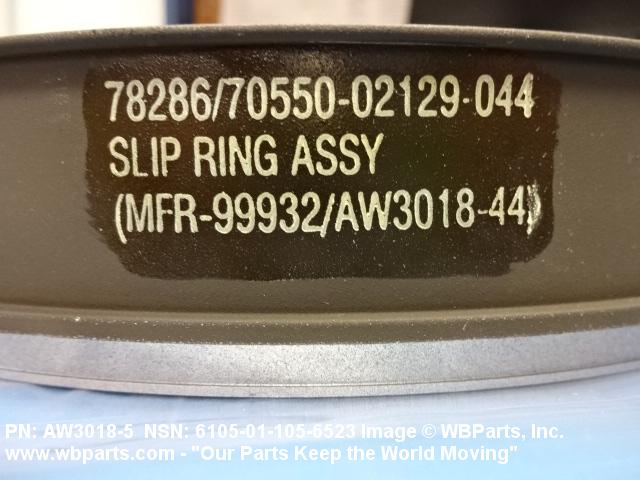 78286/70550-02129-044
SLIP RING ASSY
(MFR-99932/AW3018-44)
PN: AW3018-5 NSN: 6105-01-105-6523 Image © WBParts, Inc.
www.wbparts.com - "Our Parts Keep the World Moving"